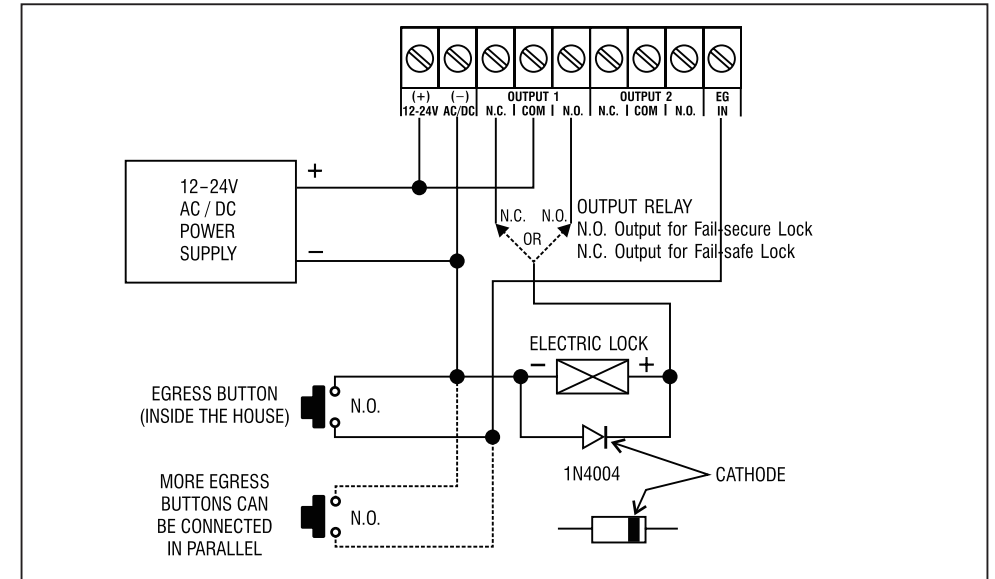 (+) (−) OUTPUT 1 OUTPUT 2 EG
12-24V AC/DC N.C. COM N.O. N.C. COM N.O. IN
+
12–24V
AC / DC
POWER
SUPPLY
−
N.C. N.O.
OR
OUTPUT RELAY
N.O. Output for Fail-secure Lock
N.C. Output for Fail-safe Lock
ELECTRIC LOCK
− +
EGRESS BUTTON
(INSIDE THE HOUSE)
N.O.
1N4004
CATHODE
MORE EGRESS
BUTTONS CAN
BE CONNECTED
IN PARALLEL
N.O.